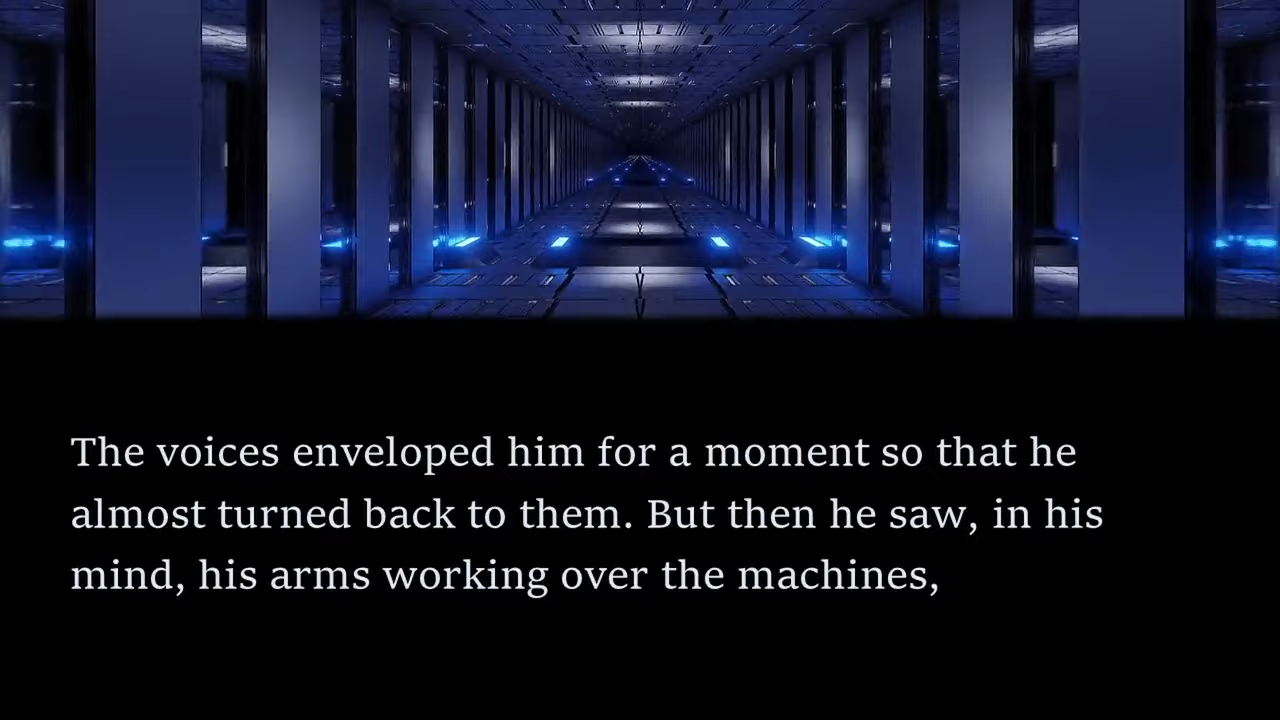 The voices enveloped him for a moment so that he
almost turned back to them. But then he saw, in his
mind, his arms working over the machines,